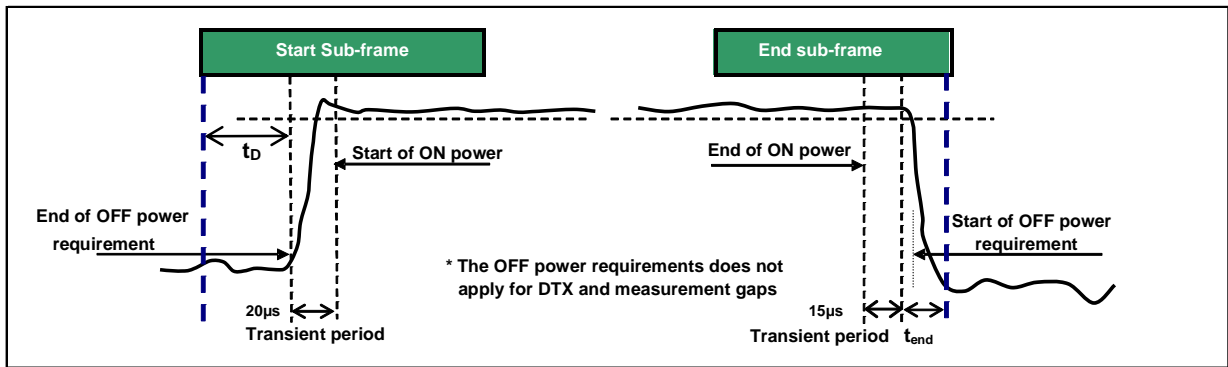 Start Sub-frame
End sub-frame
tD
Start of ON power
End of ON power
End of OFF power
requirement
Start of OFF power
requirement
* The OFF power requirements does not
apply for DTX and measurement gaps
20µs
Transient period
15µs
Transient period
tend